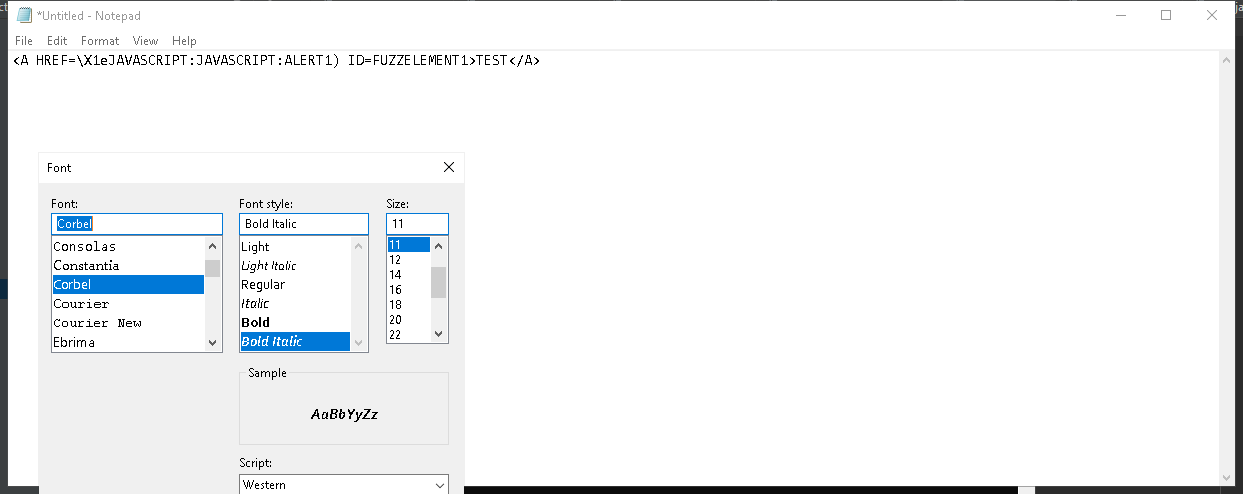 *Untitled - Notepad
File Edit Format View Help
<A HREF=\X1eJAVASCRIPT:JAVASCRIPT:ALERT1) ID=FUZZELEMENT1>TEST</A>
Font
Font: Font style: Size:
Corbel Bold Italic 11
Consolas Light 11
Constantia Light Italic 12
Corbel Regular 14
Courier Italic 16
Courier New Bold 18
Ebrima Bold Italic 20
22
Sample
AaBbYyZz
Script:
Western